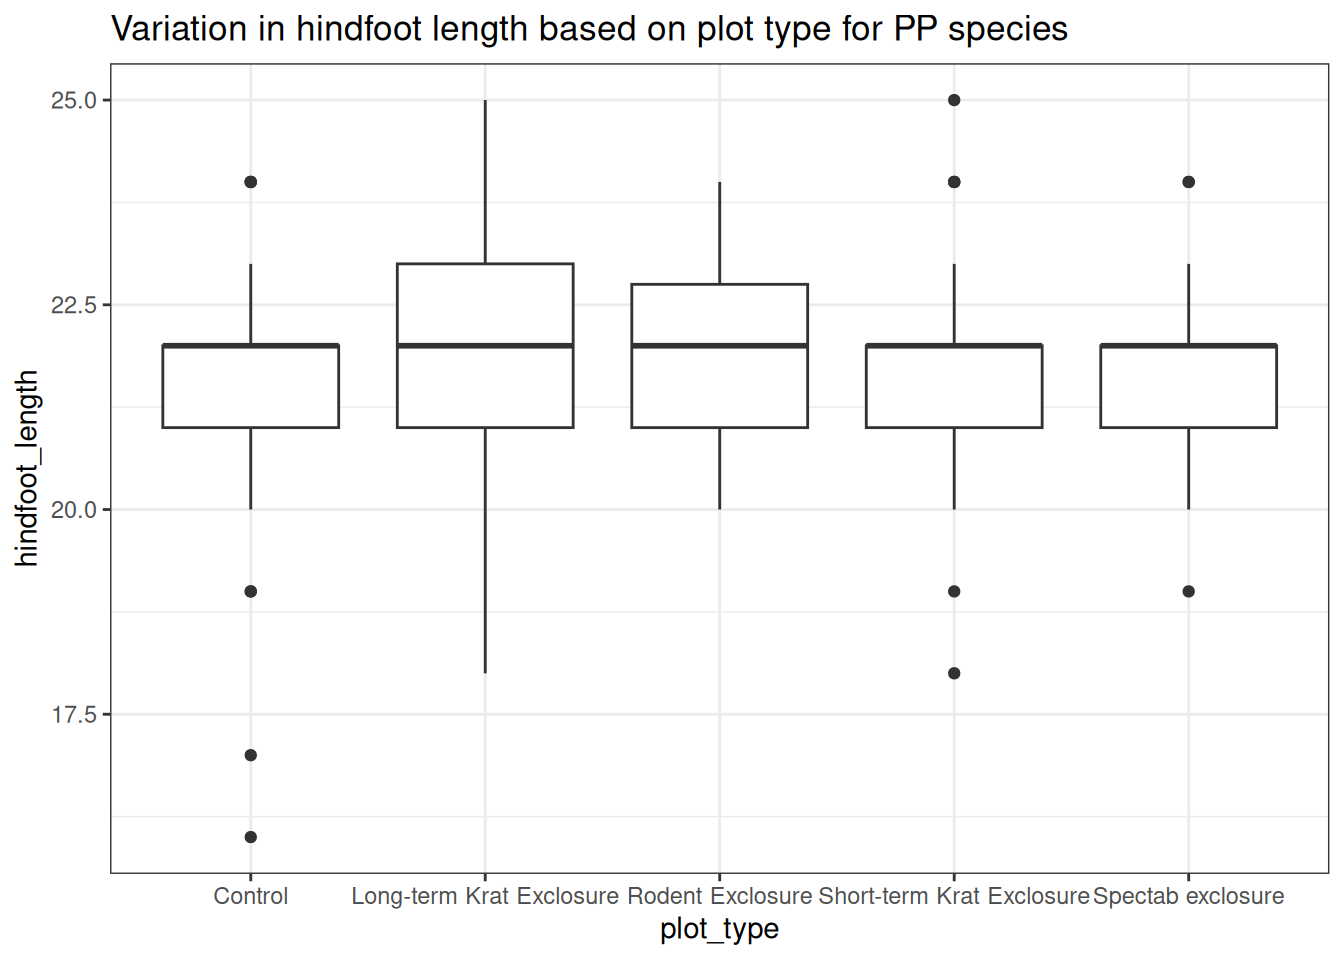 Variation in hindfoot length based on plot type for PP species
25.0
22.5
20.0
17.5
hindfoot_length
Control Long-term Krat Exclosure Rodent Exclosure Short-term Krat Exclosure Spectab exclosure
plot_type